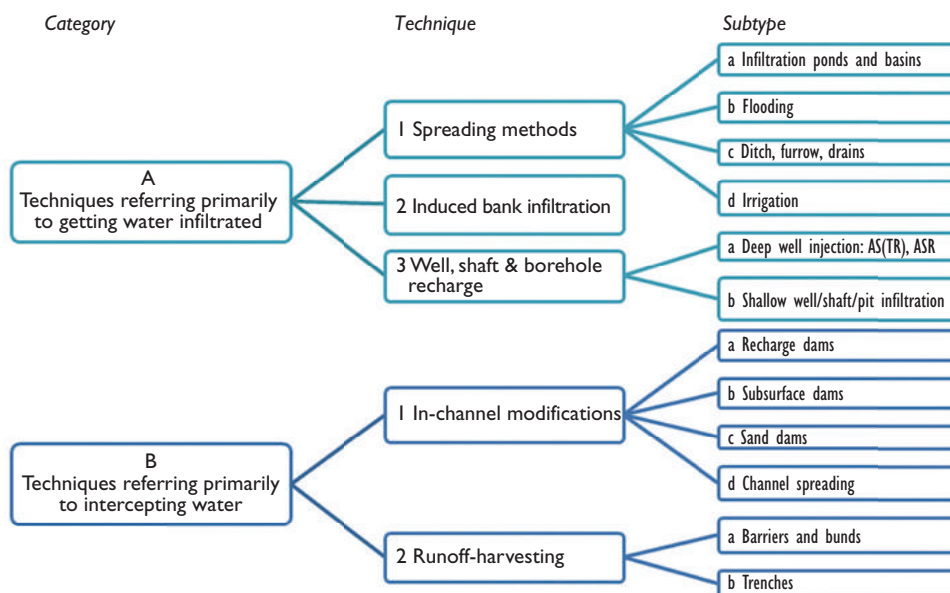 Category
Technique
Subtype
A
Techniques referring primarily
to getting water infiltrated
1 Spreading methods
a Infiltration ponds and basins
b Flooding
c Ditch, furrow, drains
d Irrigation
2 Induced bank infiltration
3 Well, shaft & borehole
recharge
a Deep well injection: AS(TR), ASR
b Shallow well/shaft/pit infiltration
B
Techniques referring primarily
to intercepting water
1 In-channel modifications
a Recharge dams
b Subsurface dams
c Sand dams
d Channel spreading
2 Runoff-harvesting
a Barriers and bunds
b Trenches